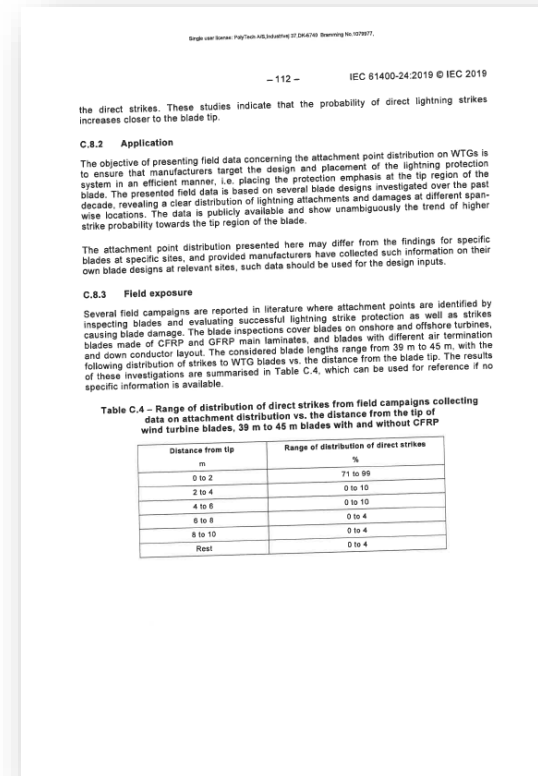 Single user license: PolyTech A/S,Industrivej 27,DK-6740 Bramming No.1079977,
– 112 –
IEC 61400-24:2019 © IEC 2019
the direct strikes. These studies indicate that the probability of direct lightning strikes
increases closer to the blade tip.
C.8.2 Application
The objective of presenting field data concerning the attachment point distribution on WTGs is
to ensure that manufacturers target the design and placement of the lightning protection
system in an efficient manner, i.e. placing the protection emphasis at the tip region of the
blade. The presented field data is based on several blade designs investigated over the past
decade, revealing a clear distribution of lightning attachments and damages at different span-
wise locations. The data is publicly available and show unambiguously the trend of higher
strike probability towards the tip region of the blade.
The attachment point distribution presented here may differ from the findings for specific
blades at specific sites, and provided manufacturers have collected such information on their
own blade designs at relevant sites, such data should be used for the design inputs.
C.8.3 Field exposure
Several field campaigns are reported in literature where attachment points are identified by
inspecting blades and evaluating successful lightning strike protection as well as strikes
causing blade damage. The blade inspections cover blades on onshore and offshore turbines,
blades made of CFRP and GFRP main laminates, and blades with different air termination
and down conductor layout. The considered blade lengths range from 39 m to 45 m, with the
following distribution of strikes to WTG blades vs. the distance from the blade tip. The results
of these investigations are summarised in Table C.4, which can be used for reference if no
specific information is available.
Table C.4 – Range of distribution of direct strikes from field campaigns collecting
data on attachment distribution vs. the distance from the tip of
wind turbine blades, 39 m to 45 m blades with and without CFRP
Distance from tip Range of distribution of direct strikes
m %
0 to 2 71 to 99
2 to 4 0 to 10
4 to 6 0 to 10
6 to 8 0 to 4
8 to 10 0 to 4
Rest 0 to 4